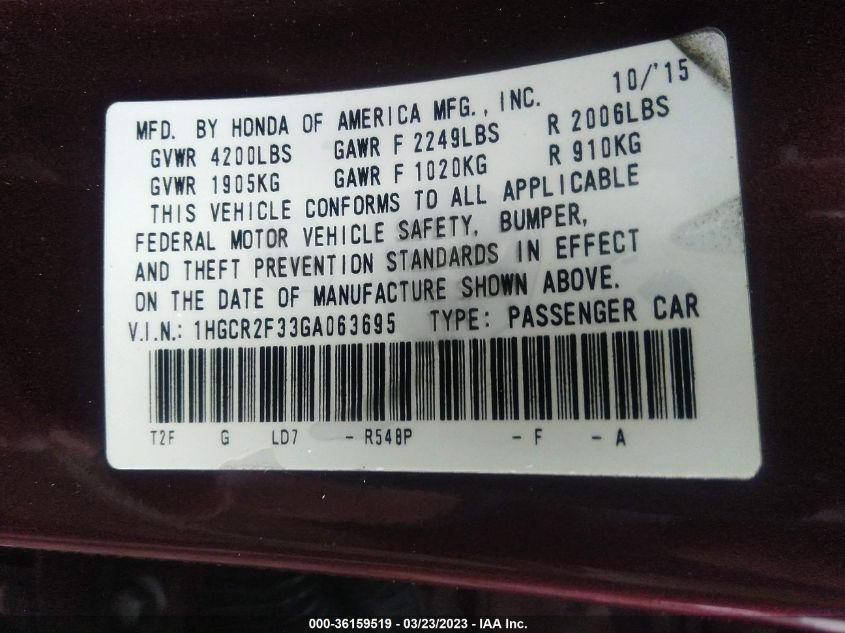 10/'15
MFD. BY HONDA OF AMERICA MFG., INC.
GVWR 4200LBS GAWR F 2249LBS R 2006LBS
GVWR 1905KG GAWR F 1020KG R 910KG
THIS VEHICLE CONFORMS TO ALL APPLICABLE
FEDERAL MOTOR VEHICLE SAFETY, BUMPER,
AND THEFT PREVENTION STANDARDS IN EFFECT
ON THE DATE OF MANUFACTURE SHOWN ABOVE.
V.I.N.: 1HGCR2F33GA063695 TYPE: PASSENGER CAR
T2F G LD7 - R548P - F - A
000-36159519 - 03/23/2023 - IAA Inc.